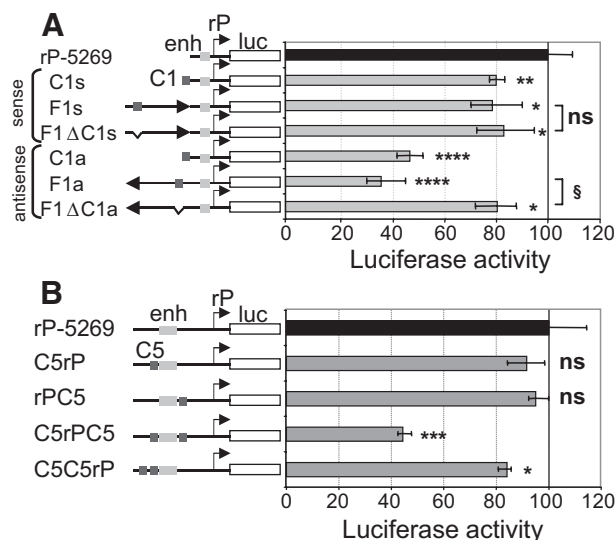 A
rP
enh
luc
rP-5269
C1
C1s
**
sense
F1s
*
ns
F1ΔC1s
*
antisense
C1a
****
F1a
****
§
F1ΔC1a
*
0 20 40 60 80 100 120
Luciferase activity
B
rP
enh
luc
rP-5269
C5
C5rP
ns
rPC5
ns
C5rPC5
***
C5C5rP
*
0 20 40 60 80 100 120
Luciferase activity